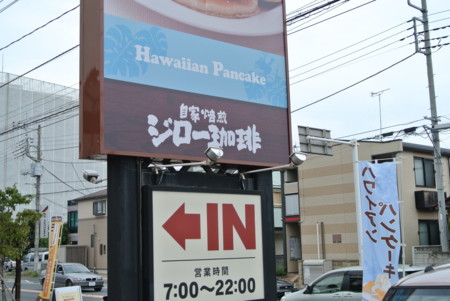 Hawaiian Pancake
自家焙煎
ジロー珈琲
←IN
営業時間
7:00～22:00
ハワイアン
パンケーキ